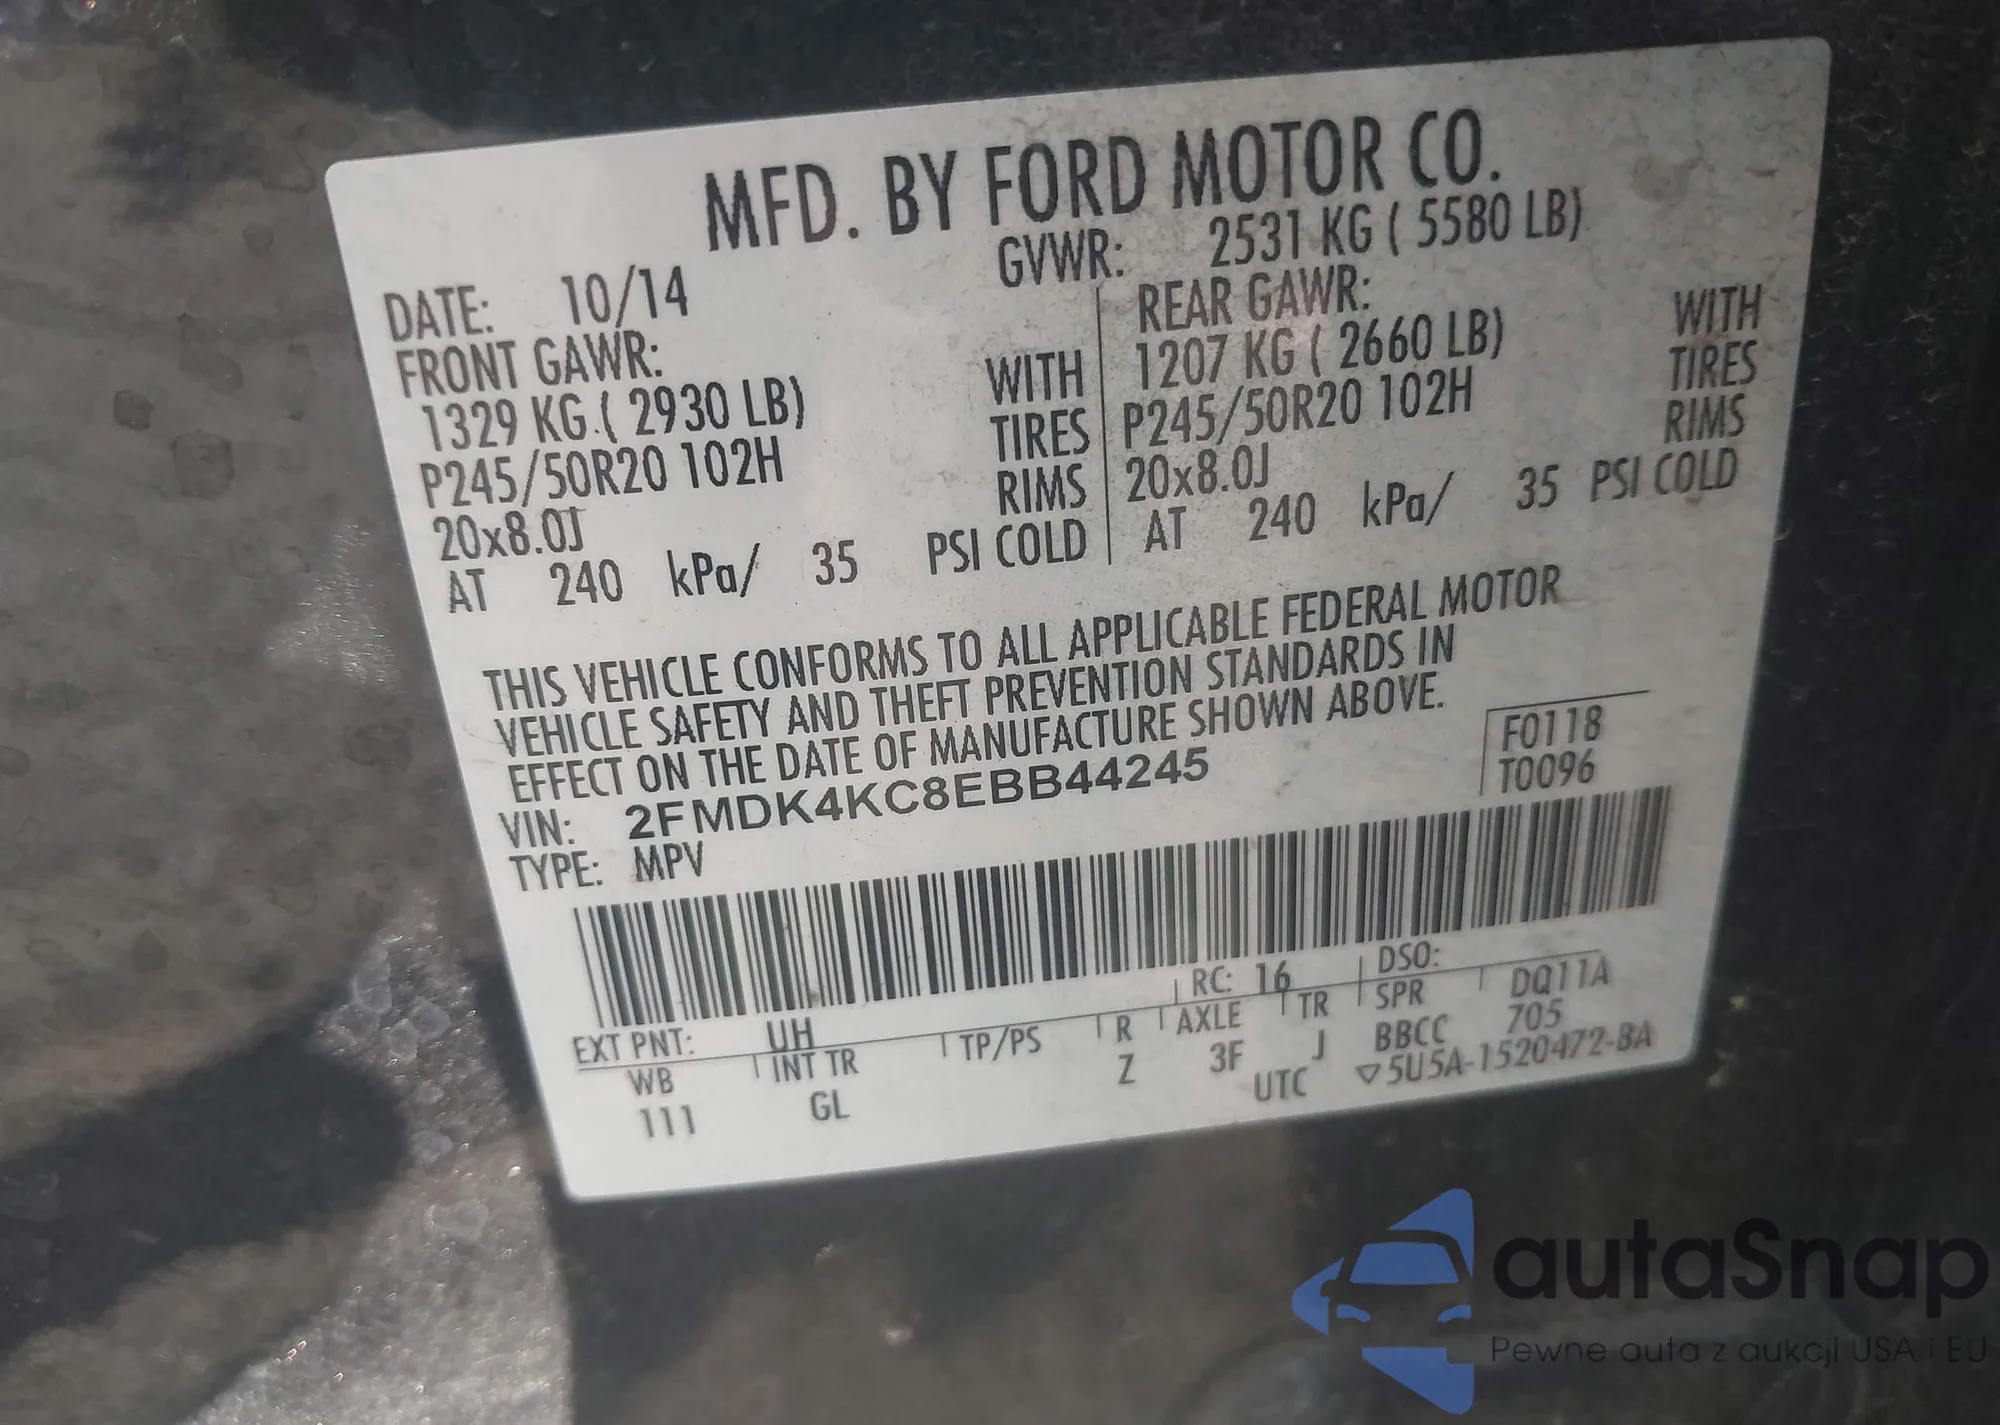 MFD. BY FORD MOTOR CO.
DATE: 10/14 GVWR: 2531 KG ( 5580 LB)
FRONT GAWR: REAR GAWR:
1329 KG ( 2930 LB) WITH 1207 KG ( 2660 LB) WITH
P245/50R20 102H TIRES P245/50R20 102H TIRES
20x8.0J RIMS 20x8.0J RIMS
AT 240 kPa/ 35 PSI COLD AT 240 kPa/ 35 PSI COLD
THIS VEHICLE CONFORMS TO ALL APPLICABLE FEDERAL MOTOR
VEHICLE SAFETY AND THEFT PREVENTION STANDARDS IN
EFFECT ON THE DATE OF MANUFACTURE SHOWN ABOVE.
VIN: 2FMDK4KC8EBB44245 F0118
TYPE: MPV T0096
EXT PNT: UH RC: 16 DSO:
WB INT TR TP/PS R AXLE TR SPR DQ11A
111 GL Z 3F J BBCC 705
UTC ▽5U5A-1520472-BA
autaSnap
Pewne auta z aukcji USA i EU